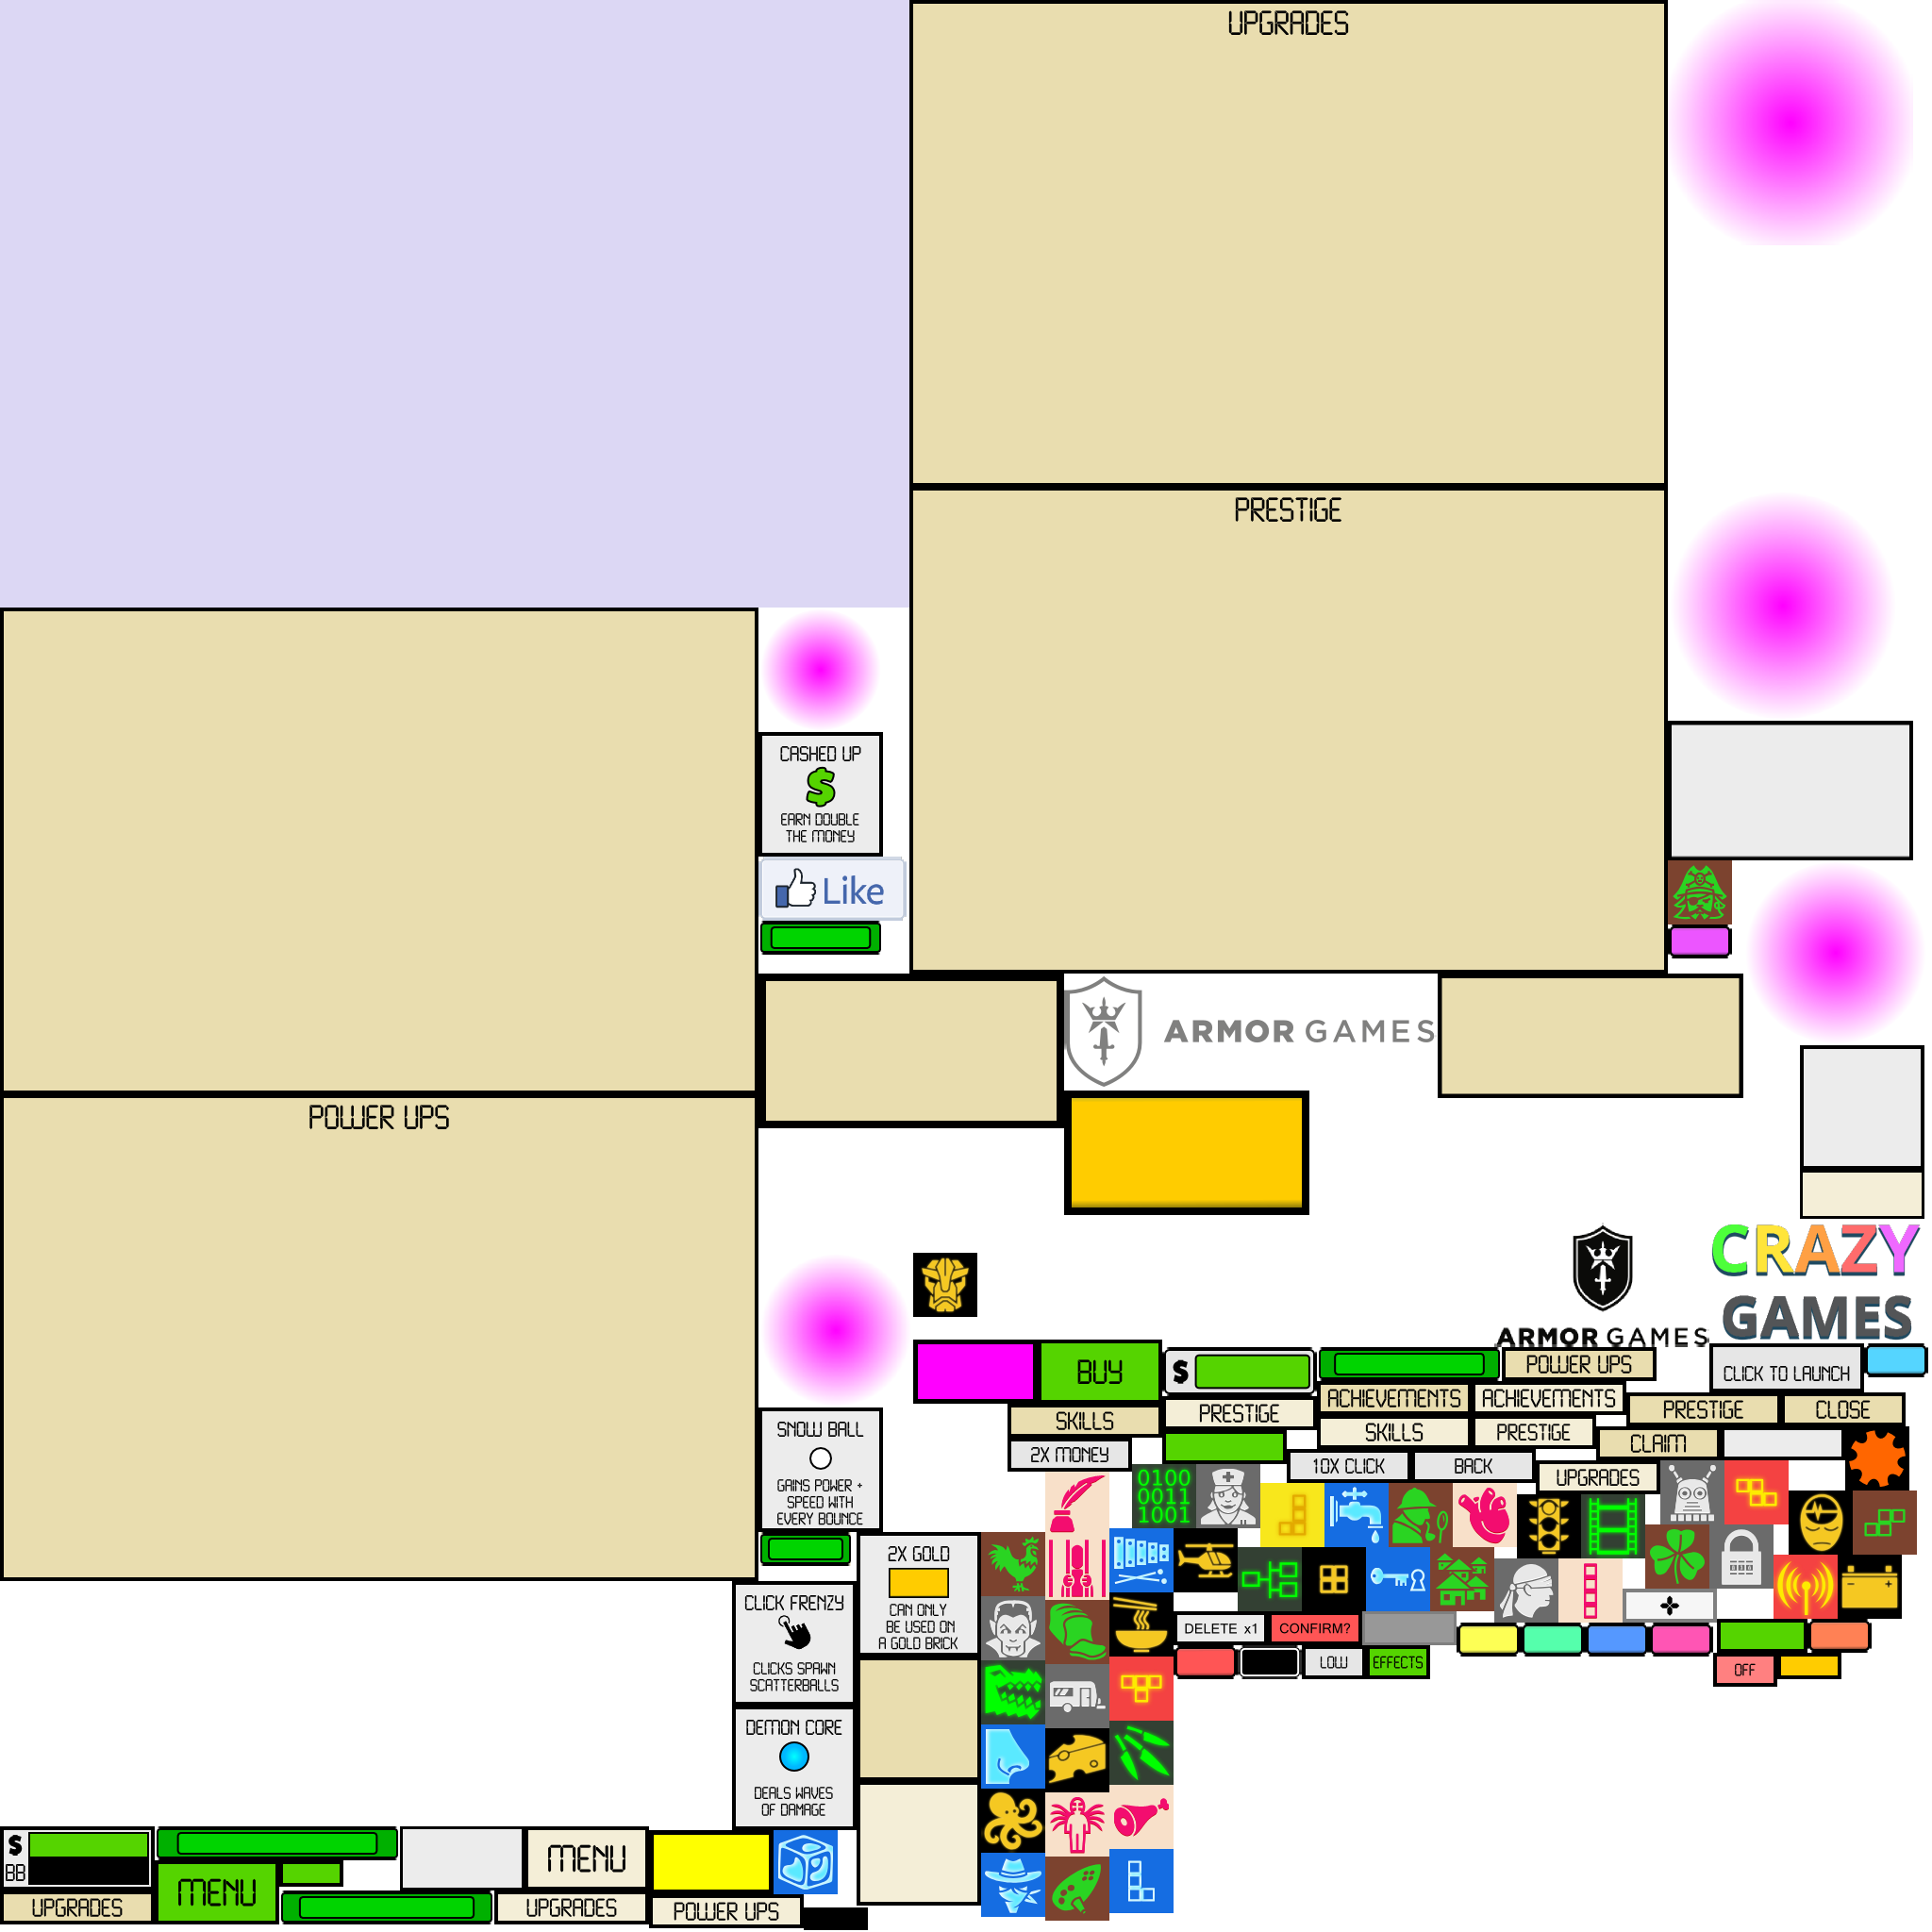 UPGRADES
PRESTIGE
CASHED UP
$
EARN DOUBLE
THE MONEY
Like
ARMOR GAMES
POWER UPS
CRAZY
GAMES
ARMOR GAMES
BUY
$
POWER UPS
CLICK TO LAUNCH
ACHIEVEMENTS
ACHIEVEMENTS
SKILLS
PRESTIGE
PRESTIGE
CLOSE
SKILLS
PRESTIGE
CLAIM
2X MONEY
10X CLICK
BACK
UPGRADES
0100
0011
1001
SNOW BALL
GAINS POWER +
SPEED WITH
EVERY BOUNCE
2X GOLD
CAN ONLY
BE USED ON
A GOLD BRICK
CLICK FRENZY
CLICKS SPAWN
SCATTERBALLS
DELETE x1
CONFIRM?
LOW
EFFECTS
OFF
DEMON CORE
DEALS WAVES
OF DAMAGE
$
BB
MENU
MENU
UPGRADES
UPGRADES
POWER UPS